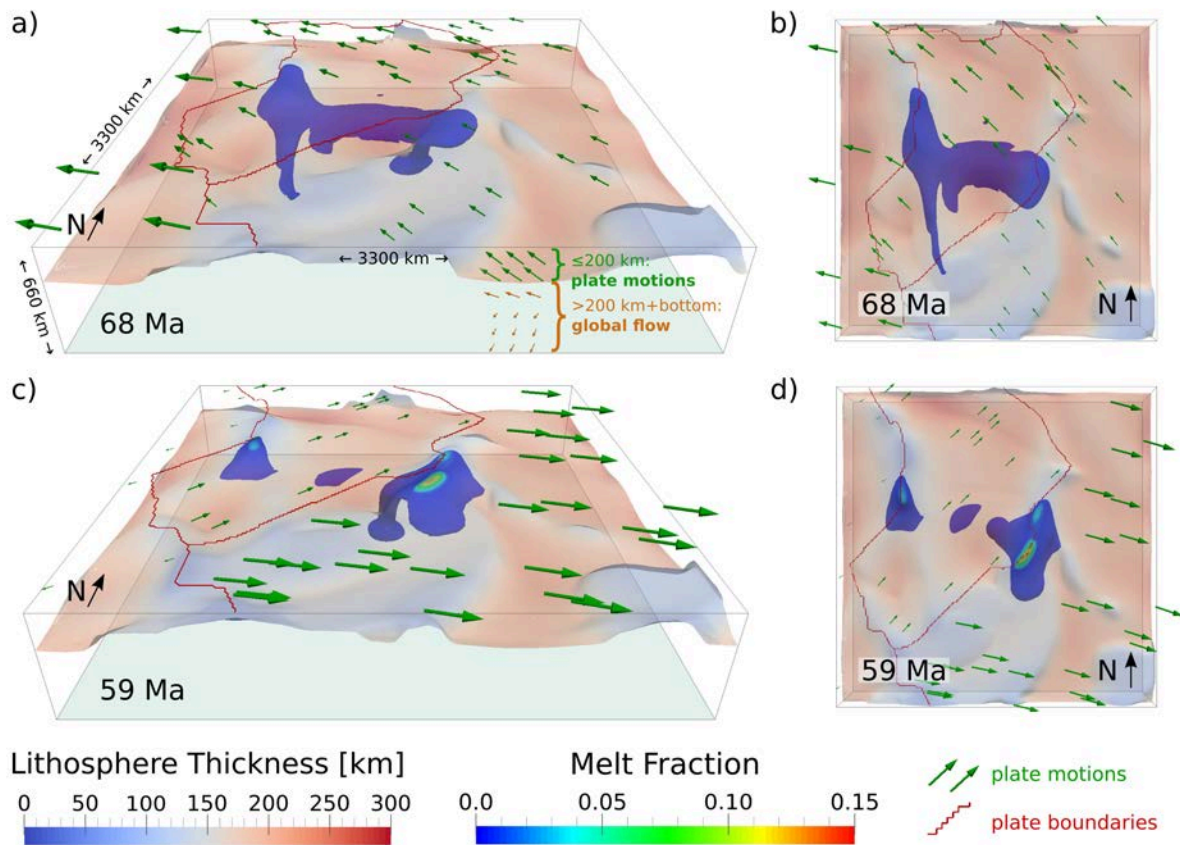 a)
← 3300 km →
N
← 660 km →
68 Ma
← 3300 km →
≤200 km:
plate motions
>200 km+bottom:
global flow
b)
68 Ma
N
c)
N
59 Ma
d)
59 Ma
N
Lithosphere Thickness [km]
0 50 100 150 200 250 300
Melt Fraction
0.0 0.05 0.10 0.15
plate motions
plate boundaries